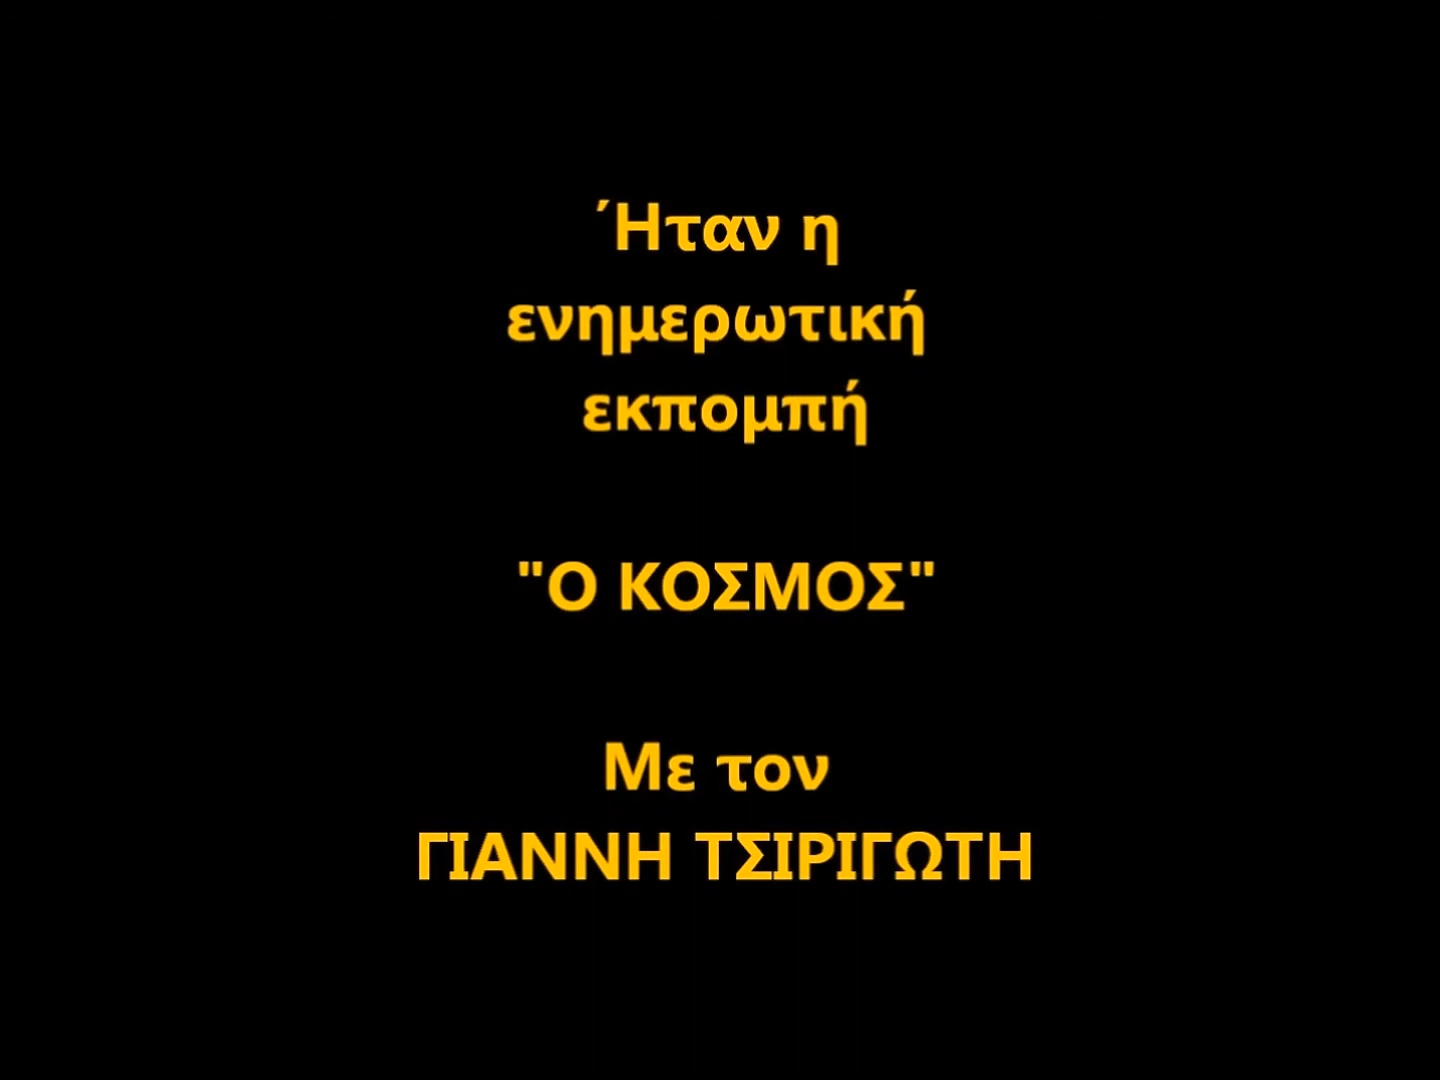 Ήταν η
ενημερωτική
εκπομπή
"Ο ΚΟΣΜΟΣ"
Με τον
ΓΙΑΝΝΗ ΤΣΙΡΙΓΩΤΗ